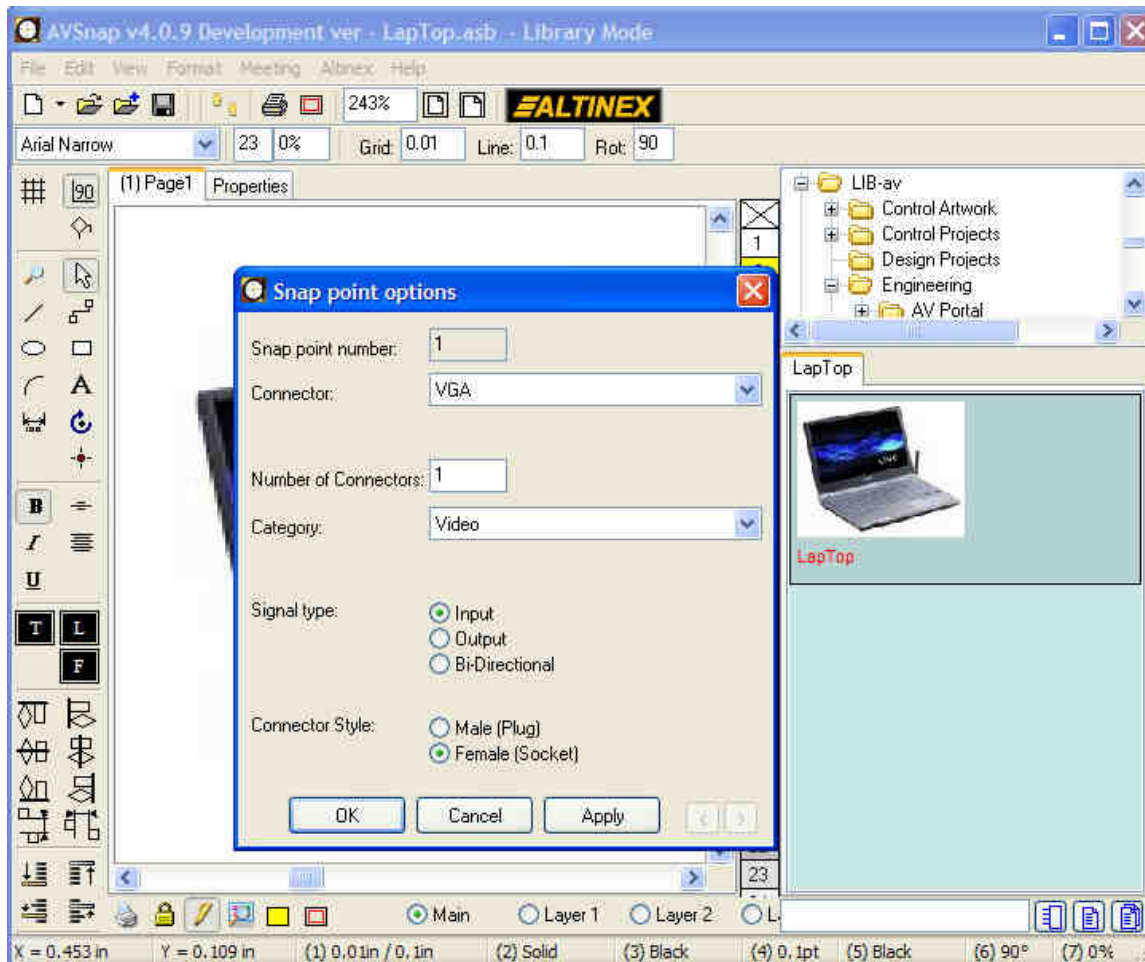 AVSnap v4.0.9 Development ver - LapTop.asb - Library Mode
File Edit View Format Meeting Altinex Help
243% ALTINEX
Arial Narrow 23 0% Grid: 0.01 Line: 0.1 Rot: 90
(1) Page1 Properties
90
1
LIB-av
Control Artwork
Control Projects
Design Projects
Engineering
AV Portal
Snap point options
Snap point number: 1
Connector: VGA
Number of Connectors: 1
Category: Video
Signal type: Input
Output
Bi-Directional
Connector Style: Male (Plug)
Female (Socket)
OK Cancel Apply < >
LapTop
LapTop
A
B
I
U
T L
F
23
Main Layer 1 Layer 2 L
X = 0.453 in Y = 0.109 in (1) 0.01in / 0.1in (2) Solid (3) Black (4) 0.1pt (5) Black (6) 90° (7) 0%